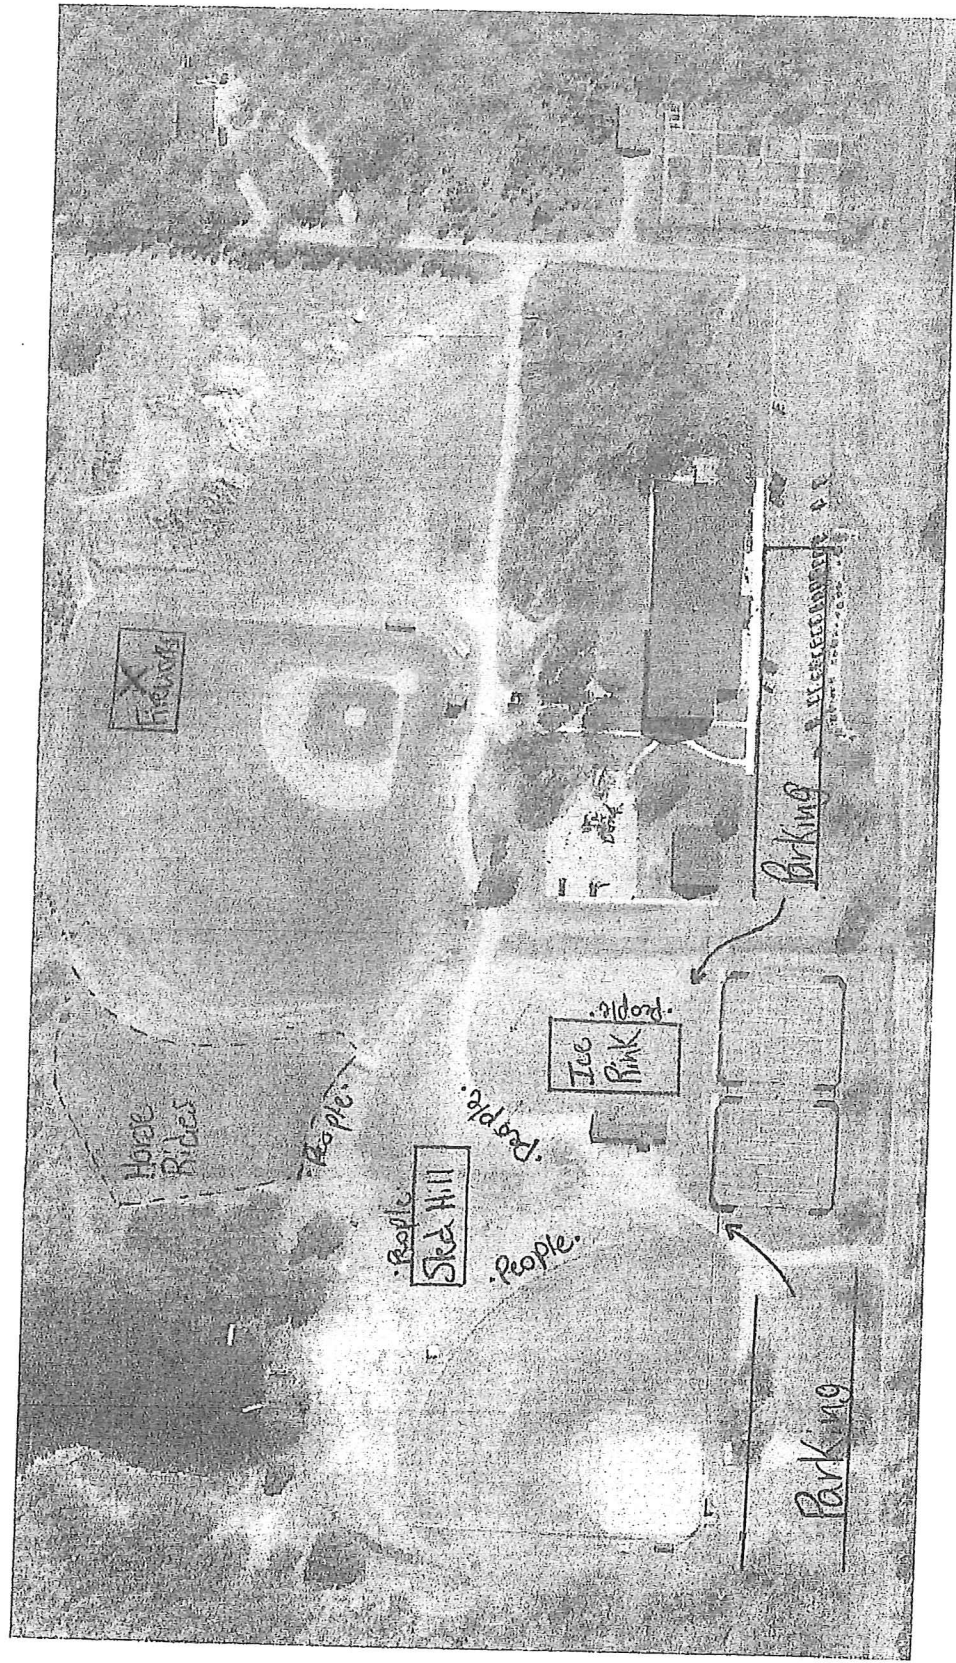 X
Fireworks
Horse
Rides
·People·
·People
Sled Hill
·People·
·People·
Ice
Rink
·People·
Parking
Parking